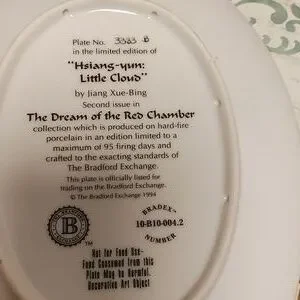 Plate No. 3383 B
in the limited edition of
"Hsiang-yun:
Little Cloud"
by Jiang Xue-Bing
Second issue in
The Dream of the Red Chamber
collection which is produced on hard-fire
porcelain in an edition limited to a
maximum of 95 firing days and
crafted to the exacting standards of
The Bradford Exchange.
This plate is officially listed for
trading on the Bradford Exchange.
© The Bradford Exchange 1994
B
™
BRADEX
10-B10-004.2
NUMBER
Not For Food Use-
Food Consumed from this
Plate May be Harmful.
Decorative Art Object